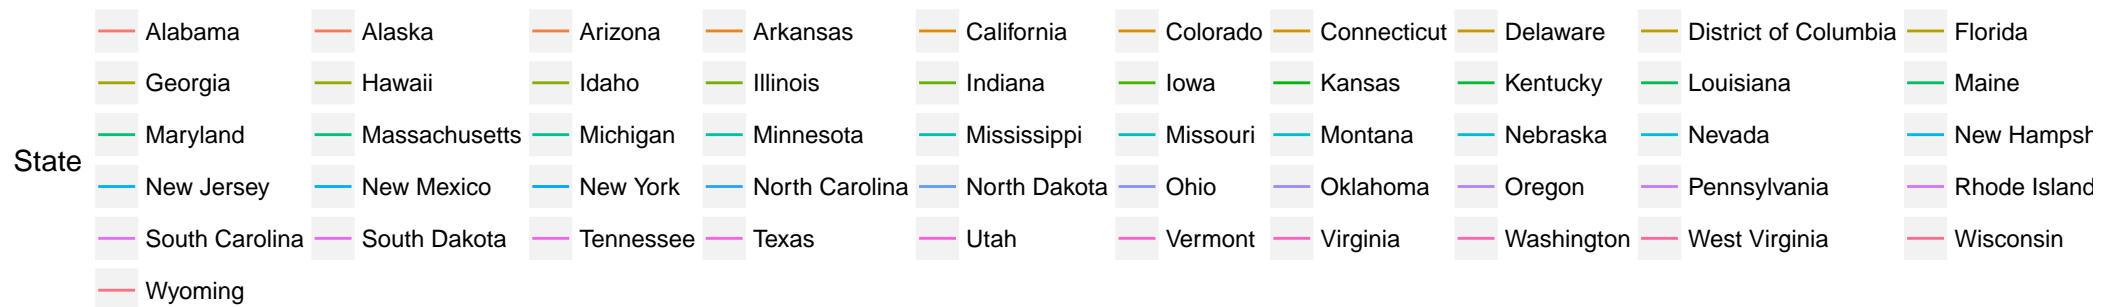 Alabama Alaska Arizona Arkansas California Colorado Connecticut Delaware District of Columbia Florida
Georgia Hawaii Idaho Illinois Indiana Iowa Kansas Kentucky Louisiana Maine
Maryland Massachusetts Michigan Minnesota Mississippi Missouri Montana Nebraska Nevada New Hampsh
State
New Jersey New Mexico New York North Carolina North Dakota Ohio Oklahoma Oregon Pennsylvania Rhode Island
South Carolina South Dakota Tennessee Texas Utah Vermont Virginia Washington West Virginia Wisconsin
Wyoming